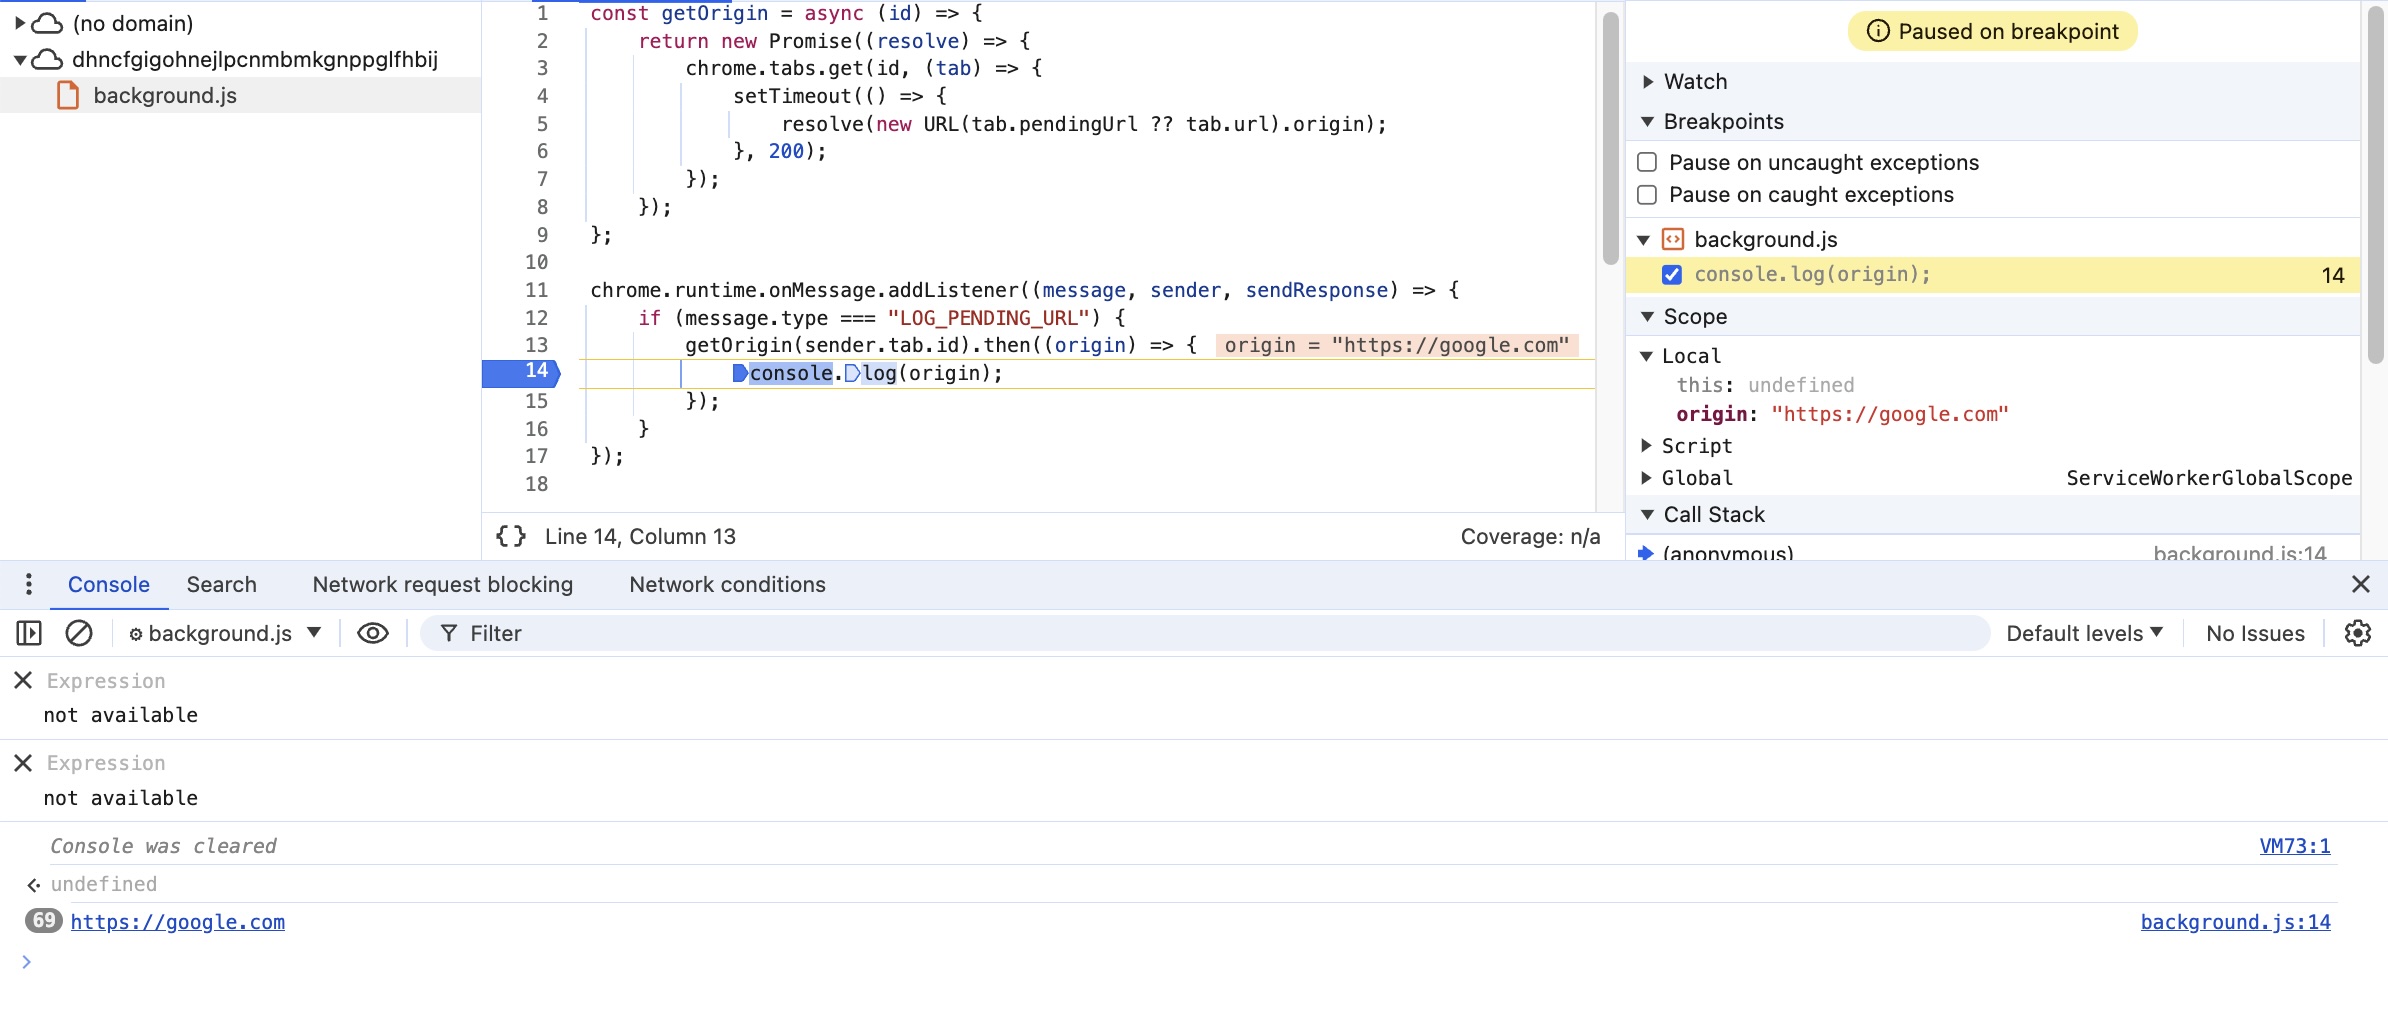 (no domain)
dhncfgigohnejlpcnmbmkgnppglfhbij
background.js
1 const getOrigin = async (id) => {
2 return new Promise((resolve) => {
3 chrome.tabs.get(id, (tab) => {
4 setTimeout(() => {
5 resolve(new URL(tab.pendingUrl ?? tab.url).origin);
6 }, 200);
7 });
8 });
9 };
10
11 chrome.runtime.onMessage.addListener((message, sender, sendResponse) => {
12 if (message.type === "LOG_PENDING_URL") {
13 getOrigin(sender.tab.id).then((origin) => { origin = "https://google.com"
14 console.log(origin);
15 });
16 }
17 });
18
{} Line 14, Column 13 Coverage: n/a
Paused on breakpoint
Watch
Breakpoints
Pause on uncaught exceptions
Pause on caught exceptions
background.js
console.log(origin); 14
Scope
Local
this: undefined
origin: "https://google.com"
Script
Global ServiceWorkerGlobalScope
Call Stack
(anonymous) background.js:14
Console Search Network request blocking Network conditions
background.js Filter Default levels No Issues
Expression
not available
Expression
not available
Console was cleared VM73:1
undefined
69 https://google.com background.js:14